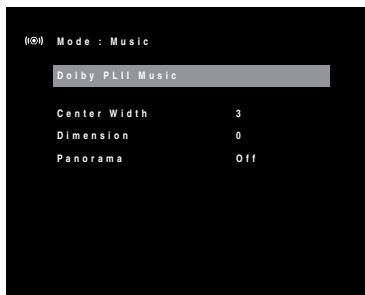 Mode : Music
Dolby PLII Music
Center Width 3
Dimension 0
Panorama Off